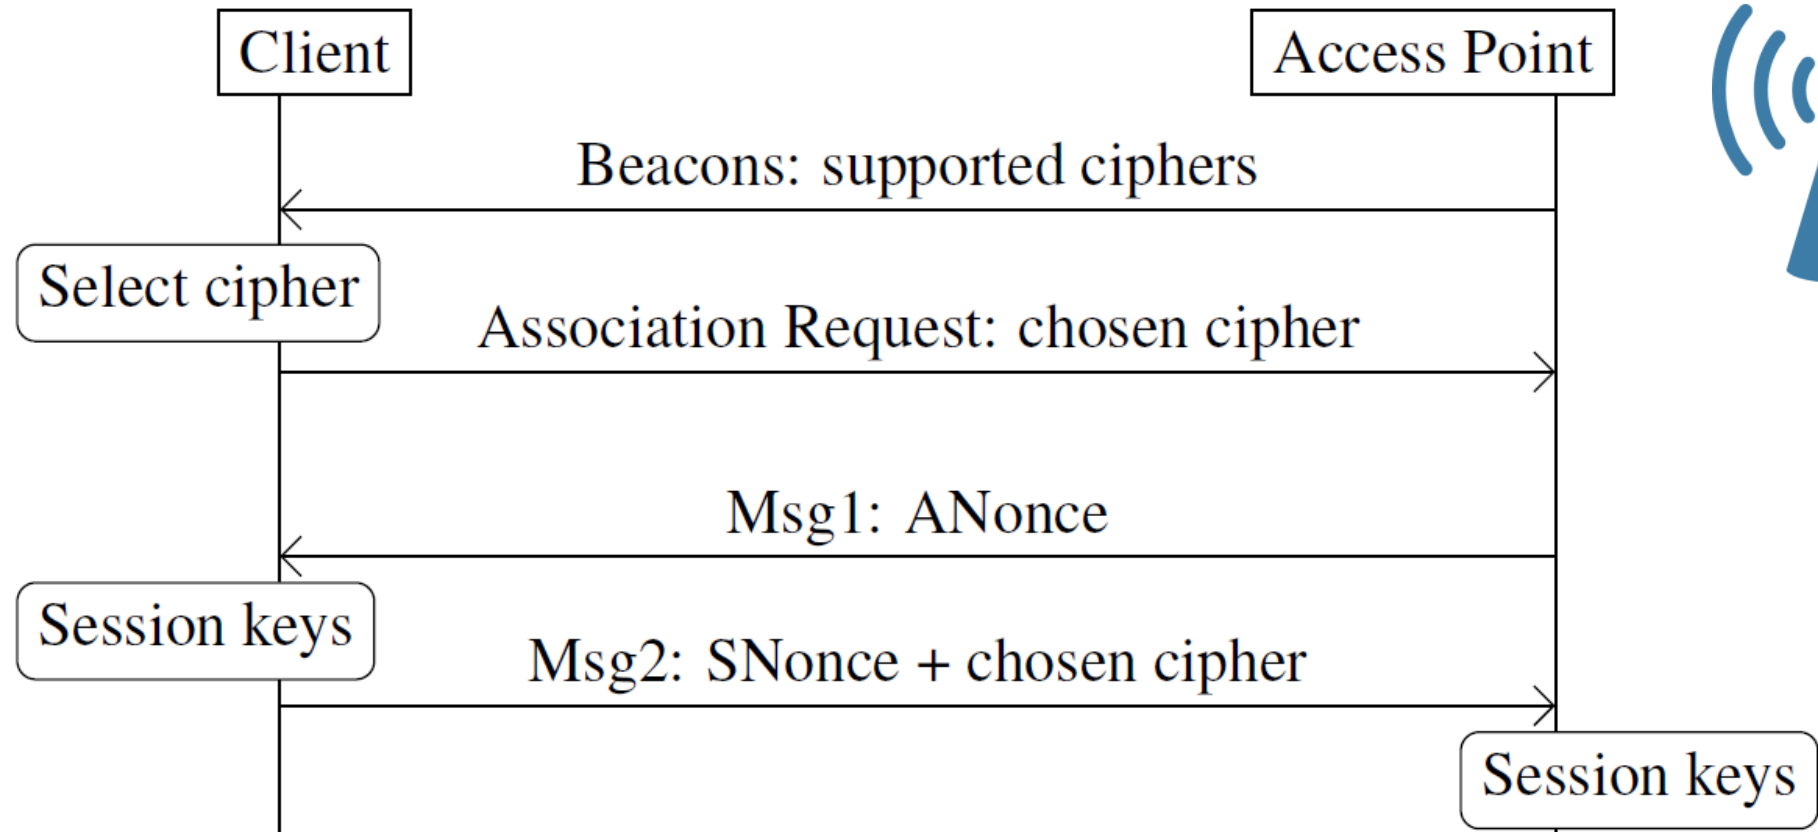 Client
Access Point
Beacons: supported ciphers
Select cipher
Association Request: chosen cipher
Msg1: ANonce
Session keys
Msg2: SNonce + chosen cipher
Session keys